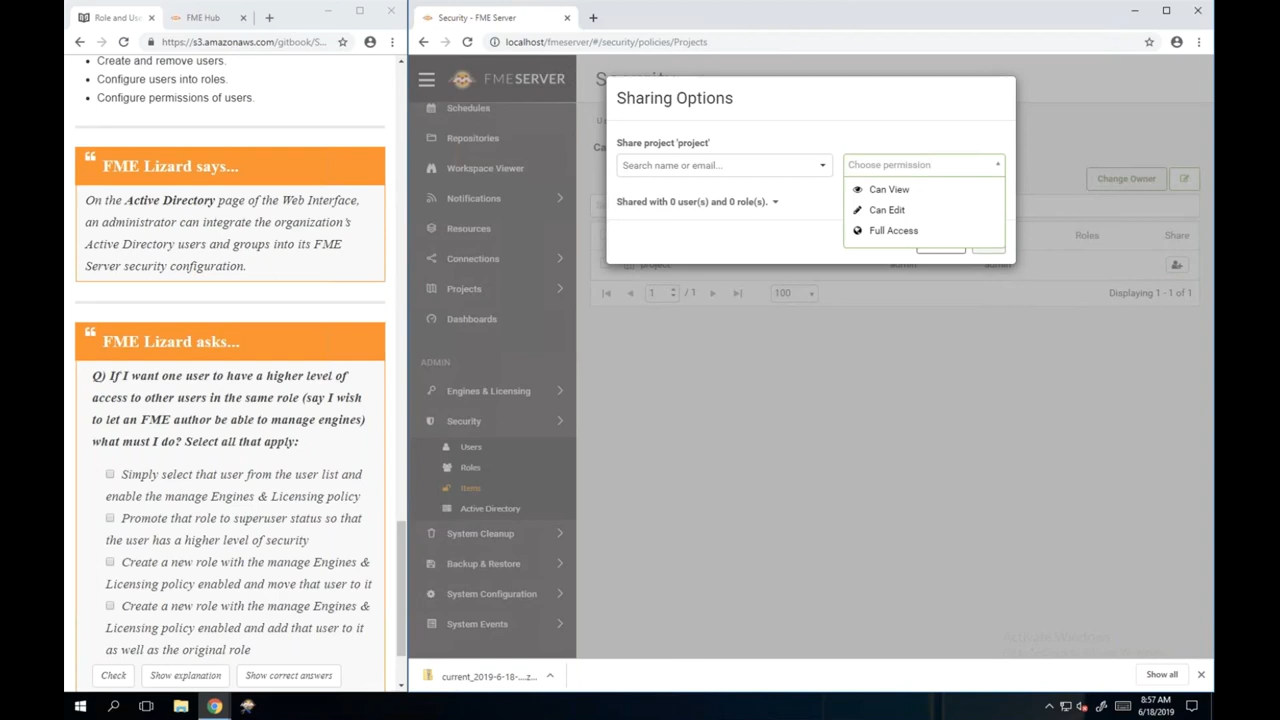 Role and Use
FME Hub
https://s3.amazonaws.com/gitbook/S...
Create and remove users.
Configure users into roles.
Configure permissions of users.
FME Lizard says...
On the Active Directory page of the Web Interface,
an administrator can integrate the organization's
Active Directory users and groups into its FME
Server security configuration.
FME Lizard asks...
Q) If I want one user to have a higher level of
access to other users in the same role (say I wish
to let an FME author be able to manage engines)
what must I do? Select all that apply:
Simply select that user from the user list and
enable the manage Engines & Licensing policy
Promote that role to superuser status so that
the user has a higher level of security
Create a new role with the manage Engines &
Licensing policy enabled and move that user to it
Create a new role with the manage Engines &
Licensing policy enabled and add that user to it
as well as the original role
Check
Show explanation
Show correct answers
Security - FME Server
localhost/fmeserver/#/security/policies/Projects
FMESERVER
Schedules
Repositories
Workspace Viewer
Notifications
Resources
Connections
Projects
Dashboards
ADMIN
Engines & Licensing
Security
Users
Roles
Items
Active Directory
System Cleanup
Backup & Restore
System Configuration
System Events
Sharing Options
Share project 'project'
Search name or email...
Choose permission
Can View
Can Edit
Full Access
Shared with 0 user(s) and 0 role(s).
Change Owner
Roles
Share
project
admin
admin
1 / 1
100
Displaying 1 - 1 of 1
Activate Windows
current_2019-6-18-....z...
Show all
8:57 AM
6/18/2019